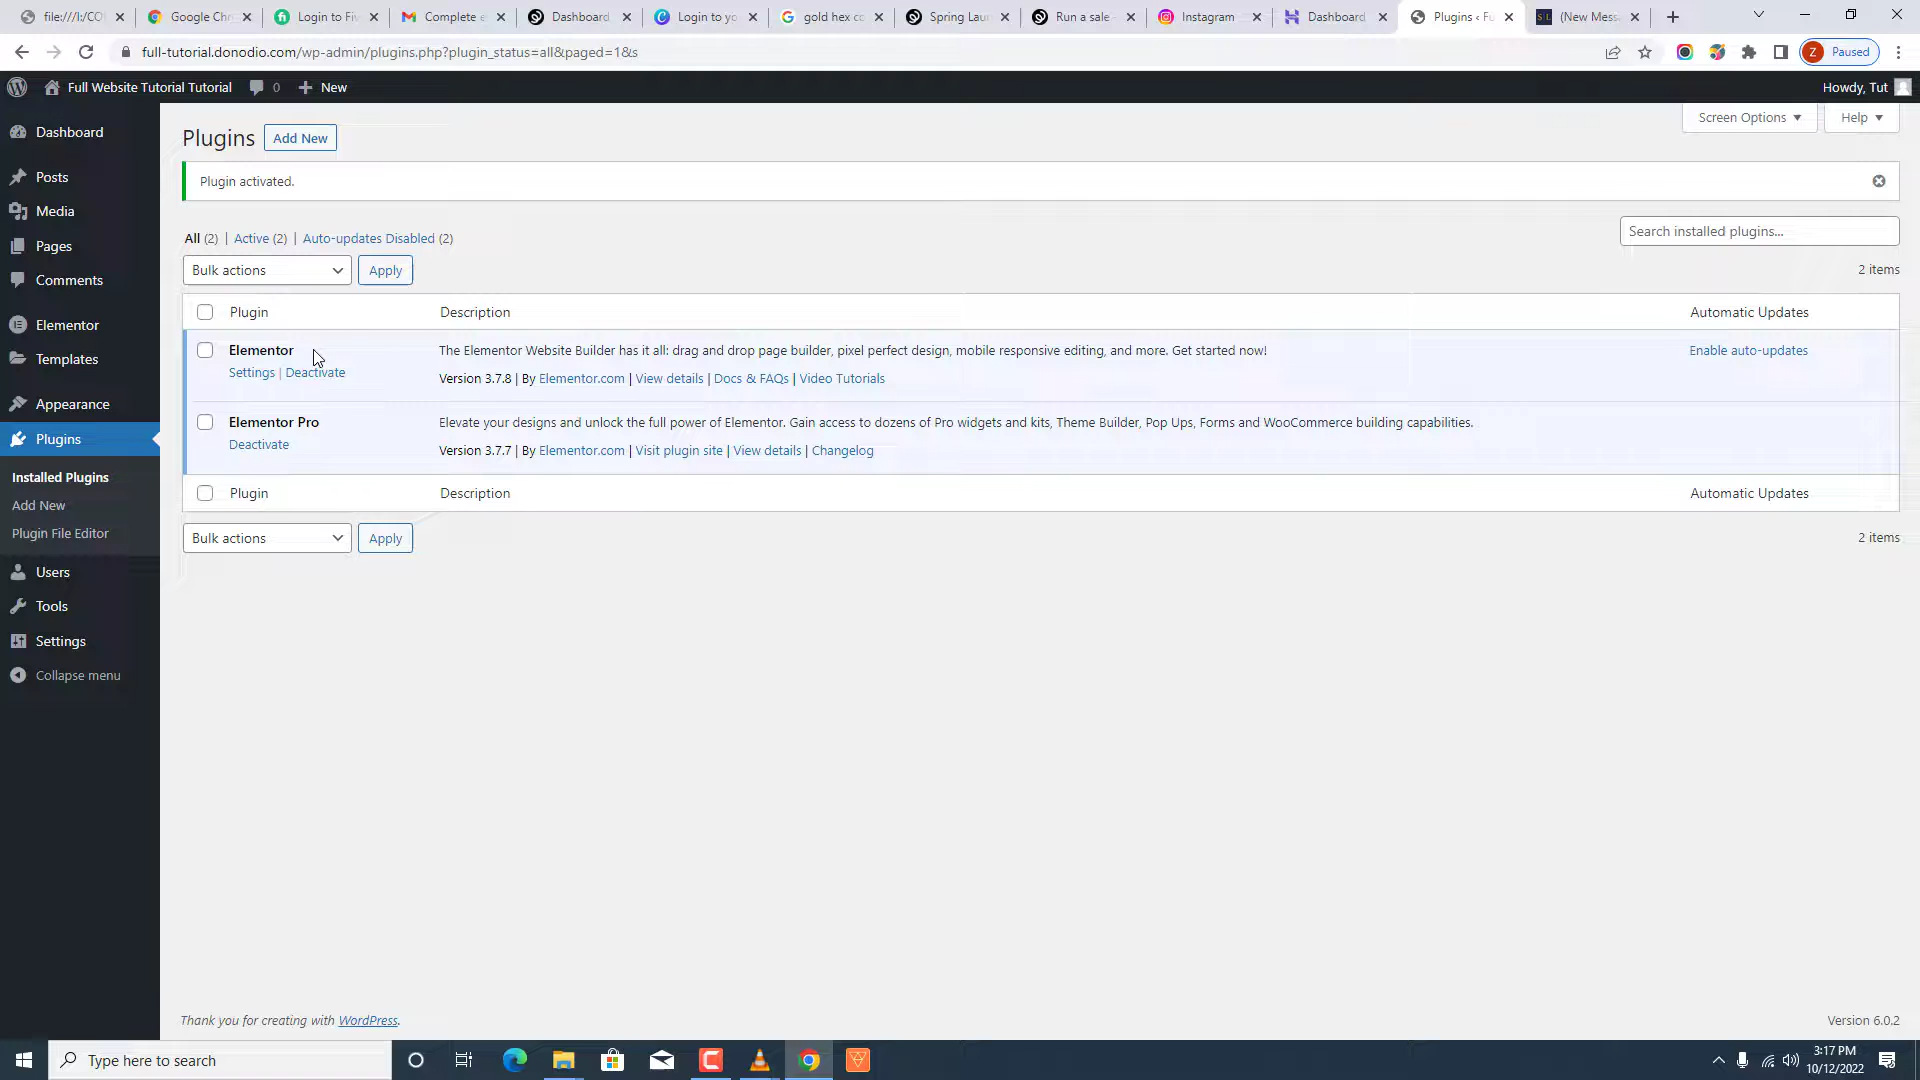 file:///I:/CO
Google Chr
Login to Fiv
Complete e
Dashboard
Login to yo
gold hex co
Spring Lau
Run a sale -
Instagram
Dashboard
Plugins ‹ Fu
(New Mess
full-tutorial.donodio.com/wp-admin/plugins.php?plugin_status=all&paged=1&s
Z Paused
Full Website Tutorial Tutorial
0
New
Howdy, Tut
Dashboard
Posts
Media
Pages
Comments
Elementor
Templates
Appearance
Plugins
Installed Plugins
Add New
Plugin File Editor
Users
Tools
Settings
Collapse menu
Screen Options
Help
Plugins
Add New
Plugin activated.
All (2) | Active (2) | Auto-updates Disabled (2)
Search installed plugins...
Bulk actions
Apply
2 items
Plugin
Description
Automatic Updates
Elementor
Settings | Deactivate
The Elementor Website Builder has it all: drag and drop page builder, pixel perfect design, mobile responsive editing, and more. Get started now!
Version 3.7.8 | By Elementor.com | View details | Docs & FAQs | Video Tutorials
Enable auto-updates
Elementor Pro
Deactivate
Elevate your designs and unlock the full power of Elementor. Gain access to dozens of Pro widgets and kits, Theme Builder, Pop Ups, Forms and WooCommerce building capabilities.
Version 3.7.7 | By Elementor.com | Visit plugin site | View details | Changelog
Plugin
Description
Automatic Updates
Bulk actions
Apply
2 items
Thank you for creating with WordPress.
Version 6.0.2
Type here to search
3:17 PM
10/12/2022